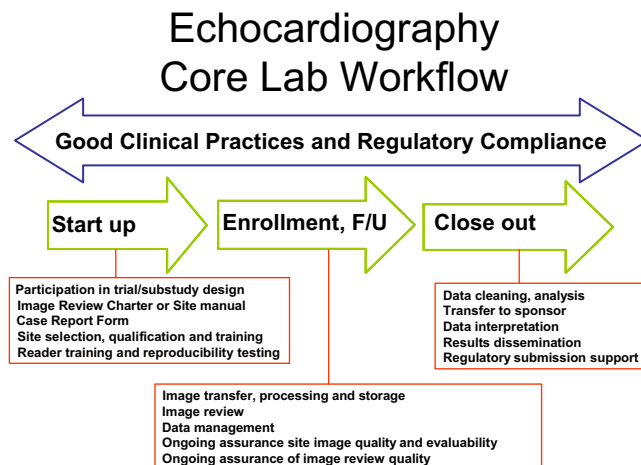 Echocardiography
Core Lab Workflow
Good Clinical Practices and Regulatory Compliance
Start up
Enrollment, F/U
Close out
Participation in trial/substudy design
Image Review Charter or Site manual
Case Report Form
Site selection, qualification and training
Reader training and reproducibility testing
Data cleaning, analysis
Transfer to sponsor
Data interpretation
Results dissemination
Regulatory submission support
Image transfer, processing and storage
Image review
Data management
Ongoing assurance site image quality and evaluability
Ongoing assurance of image review quality